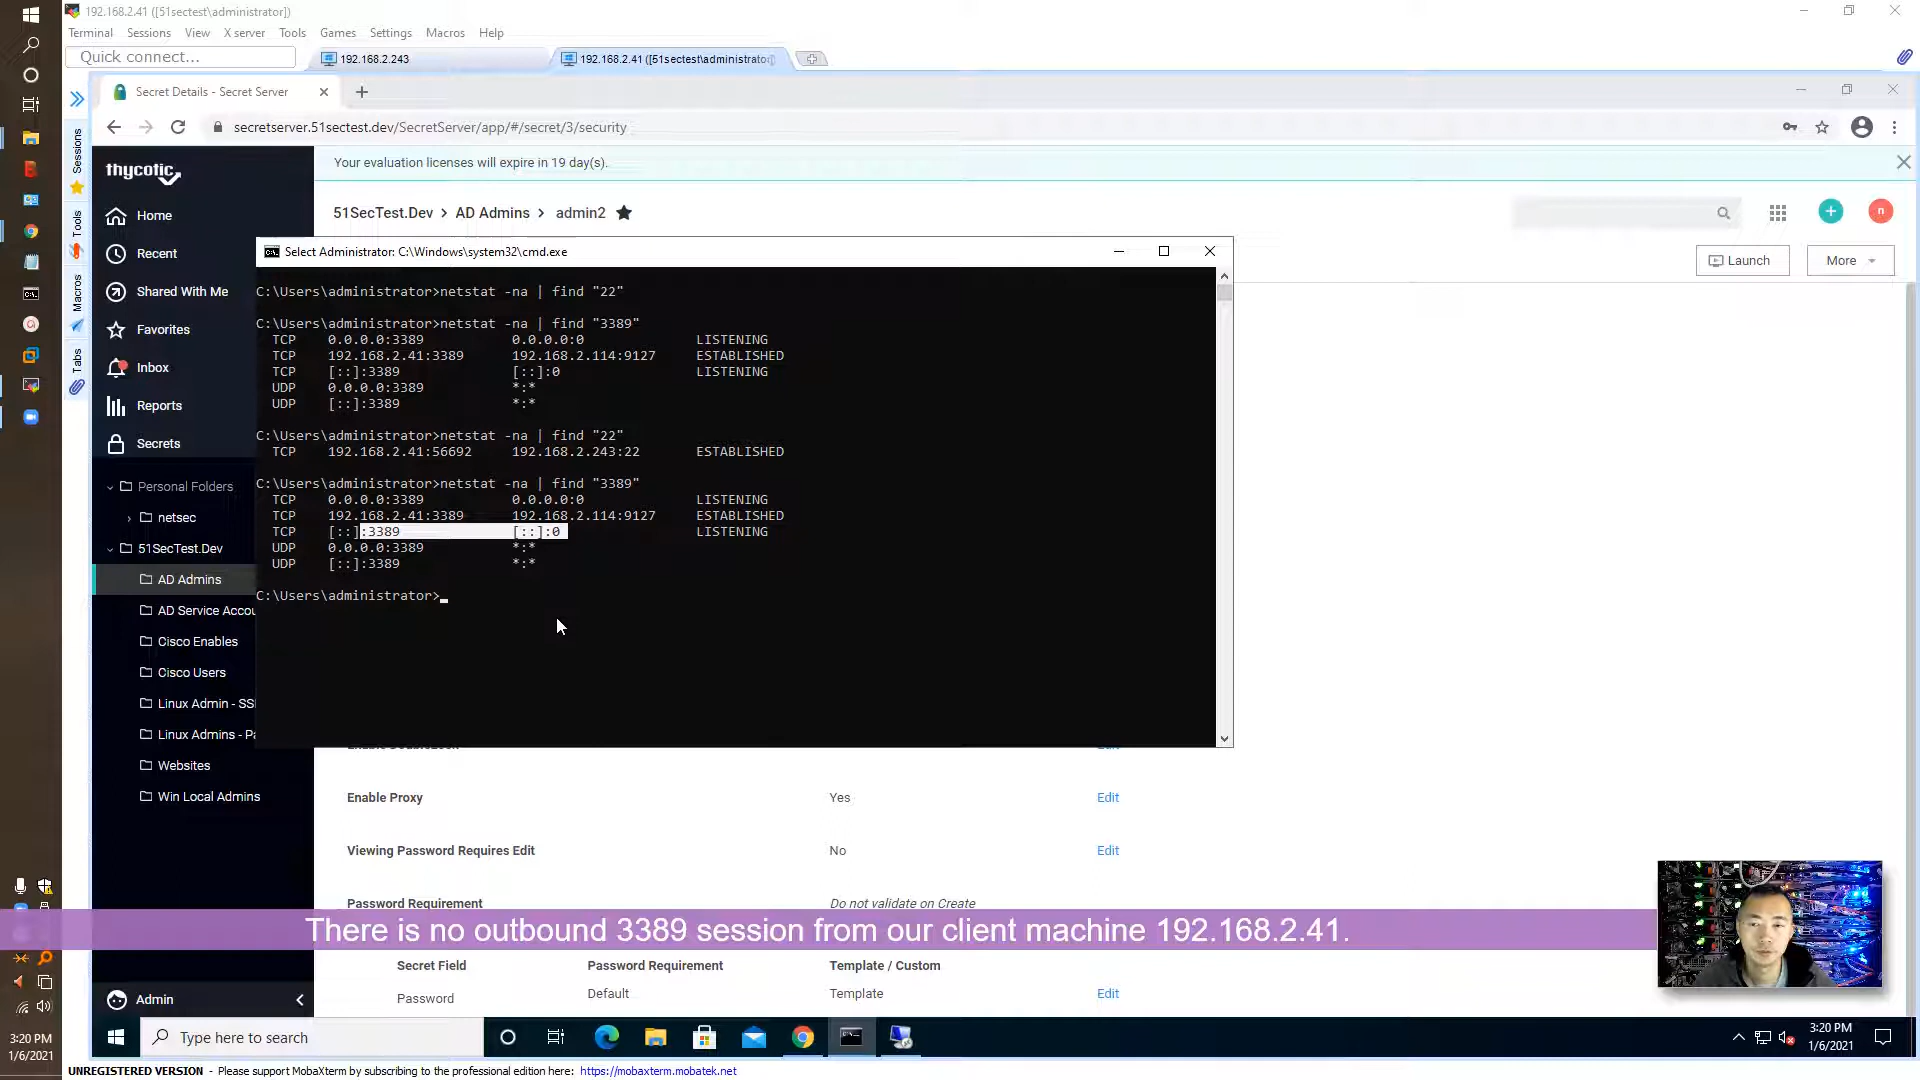 192.168.2.41 ([51sectest\administrator])
Terminal Sessions View X server Tools Games Settings Macros Help
Quick connect...
192.168.2.243
192.168.2.41 ([51sectest\administrator]
Secret Details - Secret Server
secretserver.51sectest.dev/SecretServer/app/#/secret/3/security
Sessions
Tools
Macros
Tabs
thycotic
Your evaluation licenses will expire in 19 day(s).
Home
Recent
Shared With Me
Favorites
Inbox
Reports
Secrets
Personal Folders
netsec
51SecTest.Dev
AD Admins
AD Service Accou
Cisco Enables
Cisco Users
Linux Admin - SS
Linux Admins - Pa
Websites
Win Local Admins
Admin
51SecTest.Dev > AD Admins > admin2
n
Launch
More
Select Administrator: C:\Windows\system32\cmd.exe
C:\Users\administrator>netstat -na | find "22"
C:\Users\administrator>netstat -na | find "3389"
TCP 0.0.0.0:3389 0.0.0.0:0 LISTENING
TCP 192.168.2.41:3389 192.168.2.114:9127 ESTABLISHED
TCP [::]:3389 [::]:0 LISTENING
UDP 0.0.0.0:3389 *:*
UDP [::]:3389 *:*
C:\Users\administrator>netstat -na | find "22"
TCP 192.168.2.41:56692 192.168.2.243:22 ESTABLISHED
C:\Users\administrator>netstat -na | find "3389"
TCP 0.0.0.0:3389 0.0.0.0:0 LISTENING
TCP 192.168.2.41:3389 192.168.2.114:9127 ESTABLISHED
TCP [::]:3389 [::]:0 LISTENING
UDP 0.0.0.0:3389 *:*
UDP [::]:3389 *:*
C:\Users\administrator>
Enable Proxy Yes Edit
Viewing Password Requires Edit No Edit
Password Requirement Do not validate on Create
There is no outbound 3389 session from our client machine 192.168.2.41.
Secret Field Password Requirement Template / Custom
Password Default Template Edit
Type here to search
3:20 PM
1/6/2021
3:20 PM
1/6/2021
UNREGISTERED VERSION - Please support MobaXterm by subscribing to the professional edition here: https://mobaxterm.mobatek.net